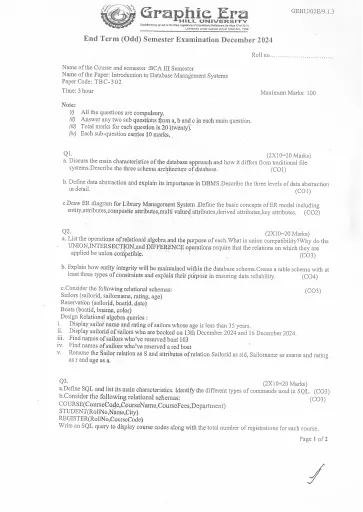 GEHU/02E/9.1.3
Graphic Era
HILL UNIVERSITY
End Term (Odd) Semester Examination December 2024
Roll no
Name of the Course and semester :BCA III Semester
Name of the Paper: Introduction to Database Management Systems
Paper Code: TBC-302
Time: 3 hour Maximum Marks: 100
Note:
(i) All the questions are compulsory.
(ii) Answer any two sub questions from a, b and c in each main question.
(iii) Total marks for each question is 20 (twenty).
(iv) Each sub-question carries 10 marks.
Q1. (2X10=20 Marks)
a. Discuss the main characteristics of the database approach and how it differs from traditional file
systems.Describe the three schema architecture of database. (CO1)
b. Define data abstraction and explain its importance in DBMS.Describe the three levels of data abstraction
in detail. (CO1)
c.Draw ER diagram for Library Management System .Define the basic concepts of ER model including
entity,attributes,composite attributes,multi valued attributes,derived attributes,key attributes. (CO2)
Q2. (2X10=20 Marks)
a. List the operations of relational algebra and the purpose of each.What is union compatibility?Why do the
UNION,INTERSECTION,and DIFFERENCE operations require that the relations on which they are
applied be union compatible. (CO3)
b. Explain how entity integrity will be maintained within the database schema.Create a table schema with at
least three types of constraints and explain their purpose in ensuring data reliability. (CO4)
c.Consider the following relational schemas: (CO3)
Sailors (sailorid, sailorname, rating, age)
Reservation (sailorid, boatid, date)
Boats (boatid, boatname, color)
Design Relational algebra queries :
i. Display sailor name and rating of sailors whose age is less than 35 years.
ii. Display sailorid of sailors who are booked on 13th December 2024 and 16 December 2024.
iii. Find names of sailors who've reserved boat 103
iv. Find names of sailors who've reserved a red boat
v. Rename the Sailor relation as S and attributes of relation Sailorid as sid, Sailorname as sname and rating
as r and age as a.
Q3. (2X10=20 Marks)
a.Define SQL and list its main characteristics. Identify the different types of commands used in SQL. (CO3)
b.Consider the following relational schemas: (CO3)
COURSE(CourseCode,CourseName,CourseFees,Department)
STUDENT(RollNo,Name,City)
REGISTER(RollNo,CourseCode)
Write an SQL query to display course codes along with the total number of registrations for each course.
Page 1 of 2